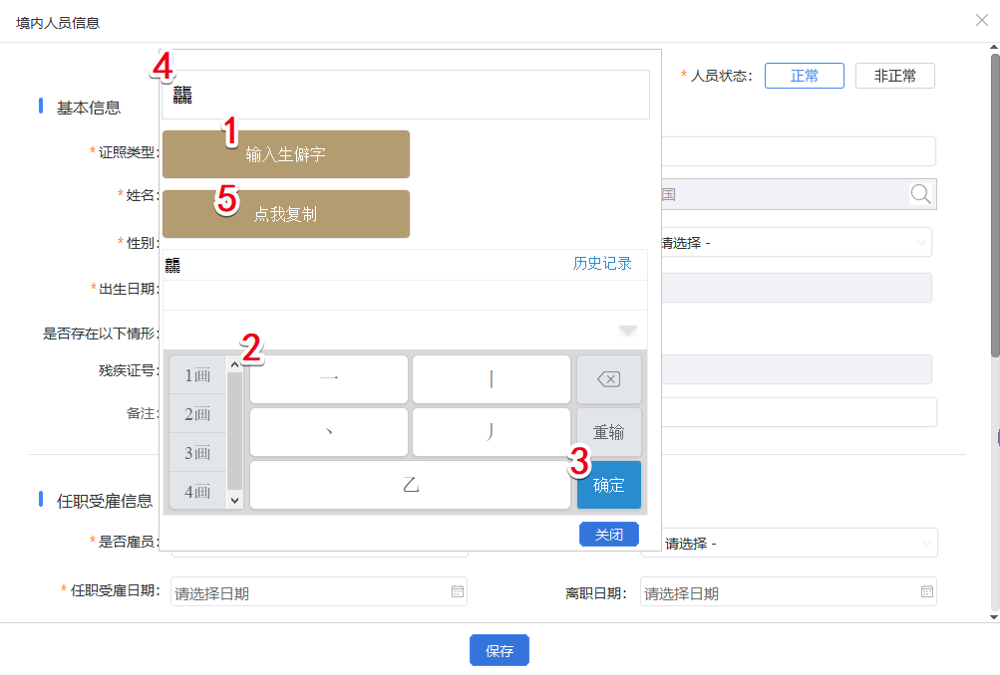 境内人员信息
* 人员状态： 正常 非正常
4
基本信息
1
* 证照类型:
输入生僻字
* 姓名:
5 点我复制
国
* 性别:
请选择 -
历史记录
* 出生日期:
是否存在以下情形:
2
残疾证号:
1画 一 丨
备注:
2画 丶 丿 重输
3画
3
4画 乙 确定
任职受雇信息
关闭
* 是否雇员:
请选择 -
* 任职受雇日期: 请选择日期 离职日期： 请选择日期
保存